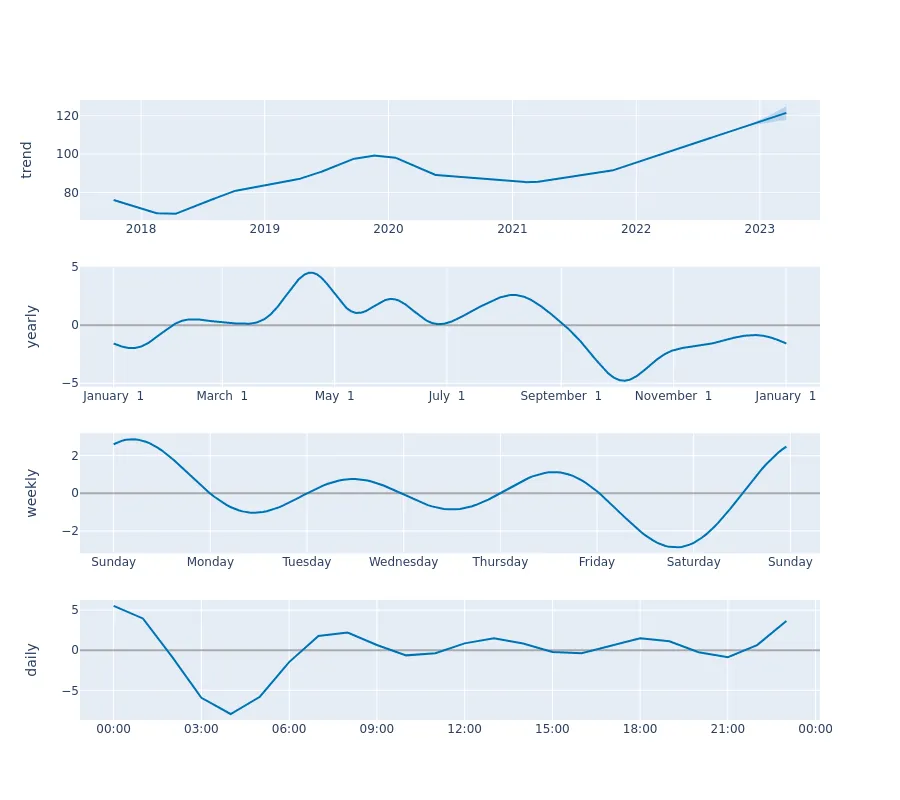 trend
120
100
80
2018 2019 2020 2021 2022 2023
yearly
5
0
−5
January 1 March 1 May 1 July 1 September 1 November 1 January 1
weekly
2
0
−2
Sunday Monday Tuesday Wednesday Thursday Friday Saturday Sunday
daily
5
0
−5
00:00 03:00 06:00 09:00 12:00 15:00 18:00 21:00 00:00